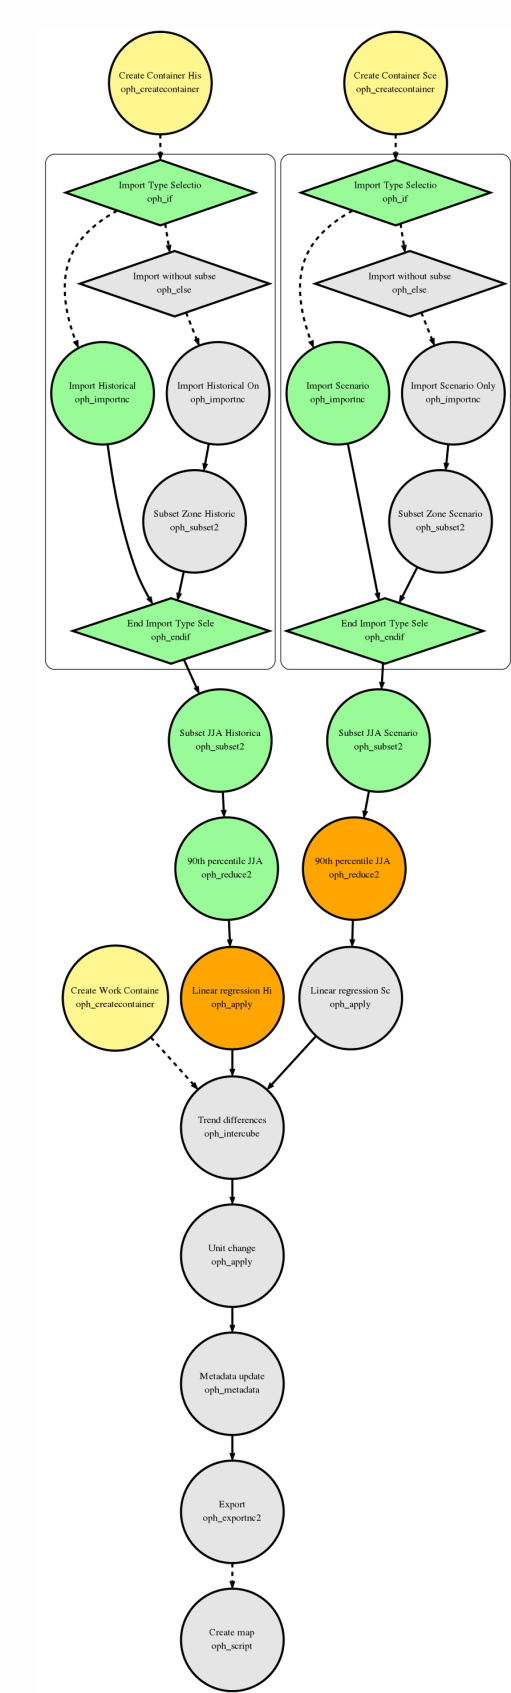 Create Container His
oph_createcontainer
Create Container Sce
oph_createcontainer
Import Type Selectio
oph_if
Import Type Selectio
oph_if
Import without subse
oph_else
Import without subse
oph_else
Import Historical
oph_importnc
Import Historical On
oph_importnc
Import Scenario
oph_importnc
Import Scenario Only
oph_importnc
Subset Zone Historic
oph_subset2
Subset Zone Scenario
oph_subset2
End Import Type Sele
oph_endif
End Import Type Sele
oph_endif
Subset JJA Historica
oph_subset2
Subset JJA Scenario
oph_subset2
90th percentile JJA
oph_reduce2
90th percentile JJA
oph_reduce2
Create Work Containe
oph_createcontainer
Linear regression Hi
oph_apply
Linear regression Sc
oph_apply
Trend differences
oph_intercube
Unit change
oph_apply
Metadata update
oph_metadata
Export
oph_exportnc2
Create map
oph_script